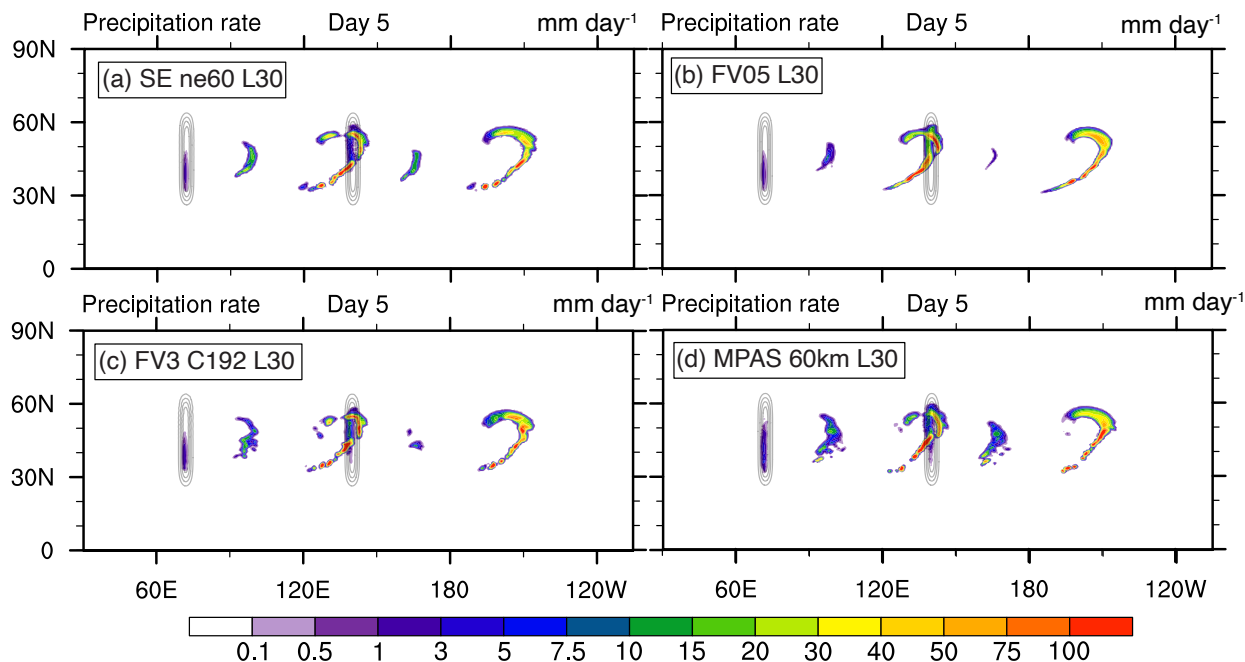 Precipitation rate Day 5 mm day-1 Precipitation rate Day 5 mm day-1
90N
(a) SE ne60 L30 (b) FV05 L30
60N
30N
0
Precipitation rate Day 5 mm day-1 Precipitation rate Day 5 mm day-1
90N
(c) FV3 C192 L30 (d) MPAS 60km L30
60N
30N
0
60E 120E 180 120W 60E 120E 180 120W
0.1 0.5 1 3 5 7.5 10 15 20 30 40 50 75 100